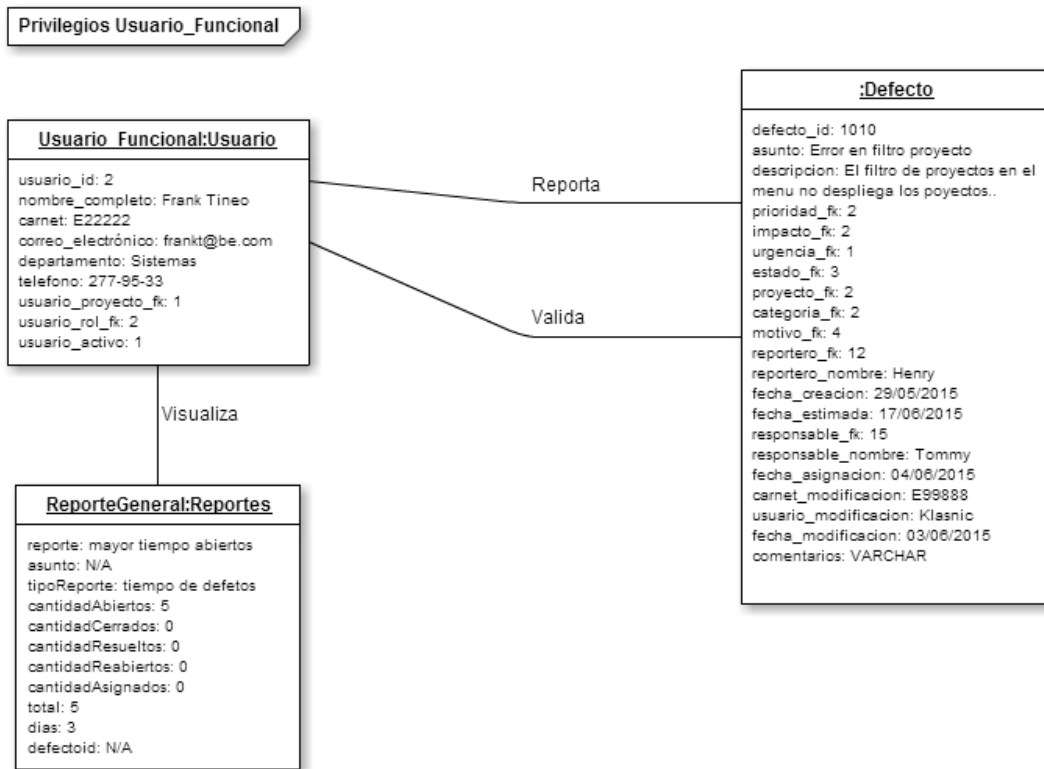 Privilegios Usuario_Funcional
Usuario_Funcional:Usuario
usuario_id: 2
nombre_completo: Frank Tineo
carnet: E22222
correo_electrónico: frankt@be.com
departamento: Sistemas
telefono: 277-95-33
usuario_proyecto_fk: 1
usuario_rol_fk: 2
usuario_activo: 1
Reporta
Valida
Visualiza
:Defecto
defecto_id: 1010
asunto: Error en filtro proyecto
descripcion: El filtro de proyectos en el
menu no despliega los poyectos..
prioridad_fk: 2
impacto_fk: 2
urgencia_fk: 1
estado_fk: 3
proyecto_fk: 2
categoria_fk: 2
motivo_fk: 4
reportero_fk: 12
reportero_nombre: Henry
fecha_creacion: 29/05/2015
fecha_estimada: 17/06/2015
responsable_fk: 15
responsable_nombre: Tommy
fecha_asignacion: 04/06/2015
carnet_modificacion: E99888
usuario_modificacion: Klasnic
fecha_modificacion: 03/06/2015
comentarios: VARCHAR
ReporteGeneral:Reportes
reporte: mayor tiempo abiertos
asunto: N/A
tipoReporte: tiempo de defetos
cantidadAbiertos: 5
cantidadCerrados: 0
cantidadResueltos: 0
cantidadReabiertos: 0
cantidadAsignados: 0
total: 5
dias: 3
defectoid: N/A